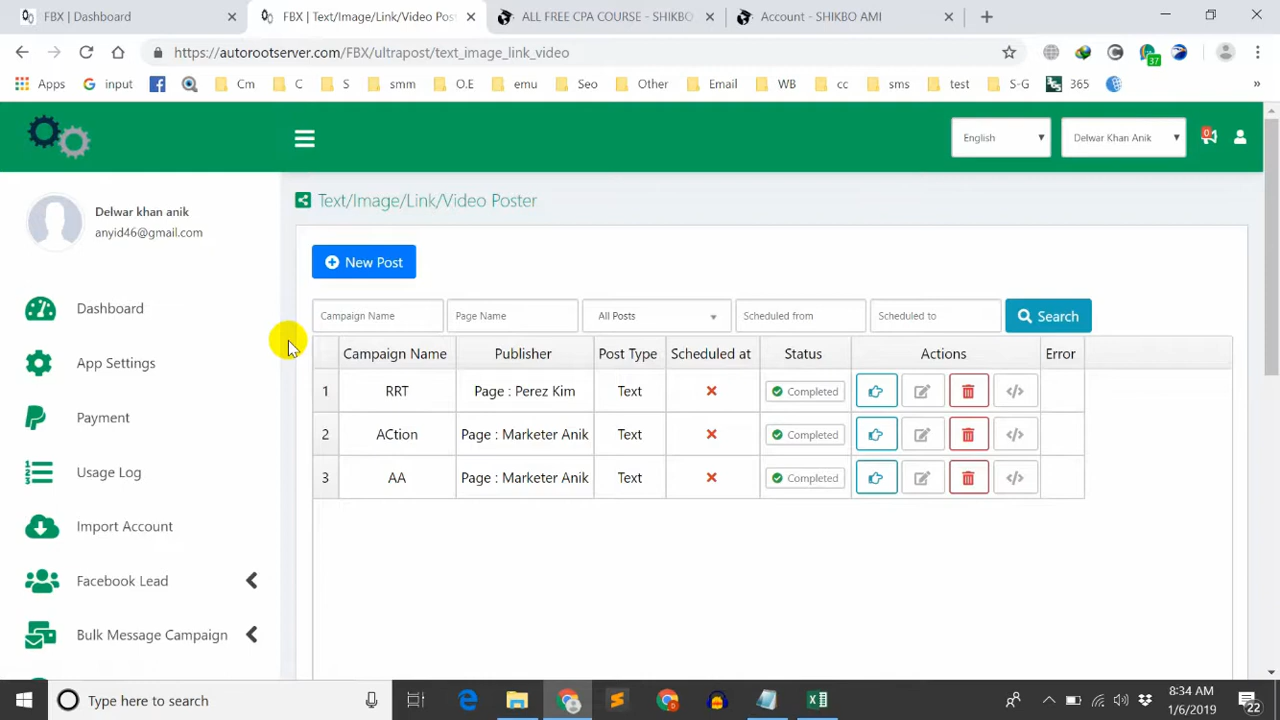 FBX | Dashboard
FBX | Text/Image/Link/Video Post
ALL FREE CPA COURSE - SHIKBO
Account - SHIKBO AMI
https://autorootserver.com/FBX/ultrapost/text_image_link_video
37
Apps
input
Cm
C
S
smm
O.E
emu
Seo
Other
Email
WB
cc
sms
test
S-G
365
»
English
Delwar Khan Anik
0
Delwar khan anik
anyid46@gmail.com
Text/Image/Link/Video Poster
New Post
Dashboard
App Settings
Payment
Usage Log
Import Account
Facebook Lead
Bulk Message Campaign
Campaign Name
Page Name
All Posts
Scheduled from
Scheduled to
Search
Campaign Name Publisher Post Type Scheduled at Status Actions Error
1 RRT Page : Perez Kim Text Completed
2 ACtion Page : Marketer Anik Text Completed
3 AA Page : Marketer Anik Text Completed
Type here to search
8:34 AM
1/6/2019
22